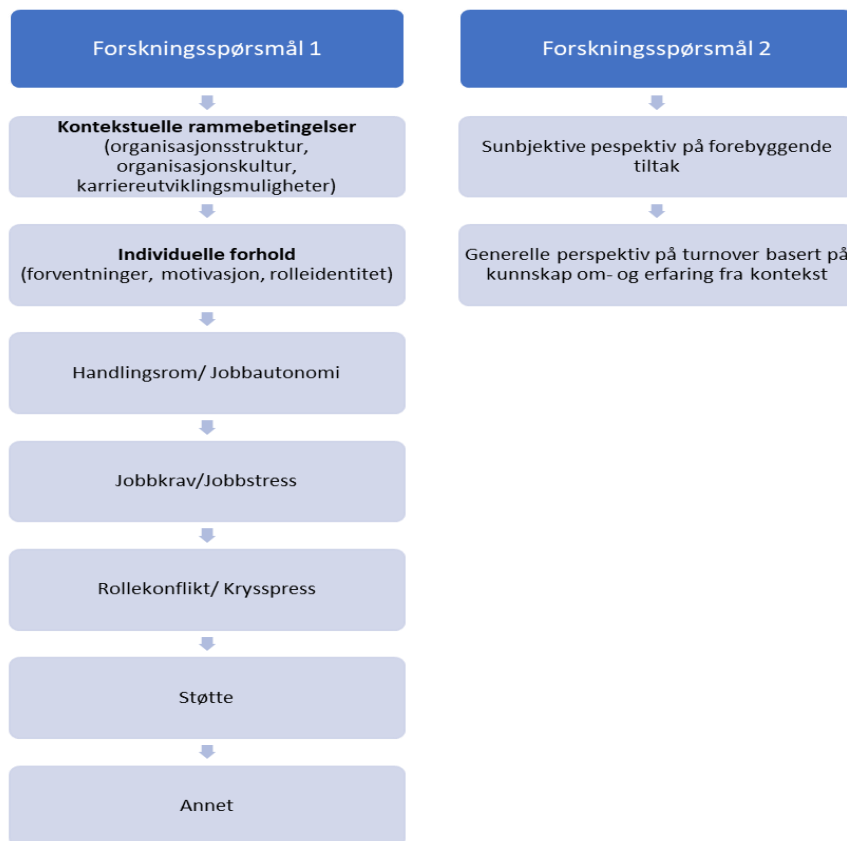 Forskningsspørsmål 1
Kontekstuelle rammebetingelser
(organisasjonsstruktur,
organisasjonskultur,
karriereutviklingsmuligheter)
Individuelle forhold
(forventninger, motivasjon, rolleidentitet)
Handlingsrom/ Jobbautonomi
Jobbkrav/Jobbstress
Rollekonflikt/ Krysspress
Støtte
Annet
Forskningsspørsmål 2
Sunbjektive pespektiv på forebyggende
tiltak
Generelle perspektiv på turnover basert på
kunnskap om- og erfaring fra kontekst